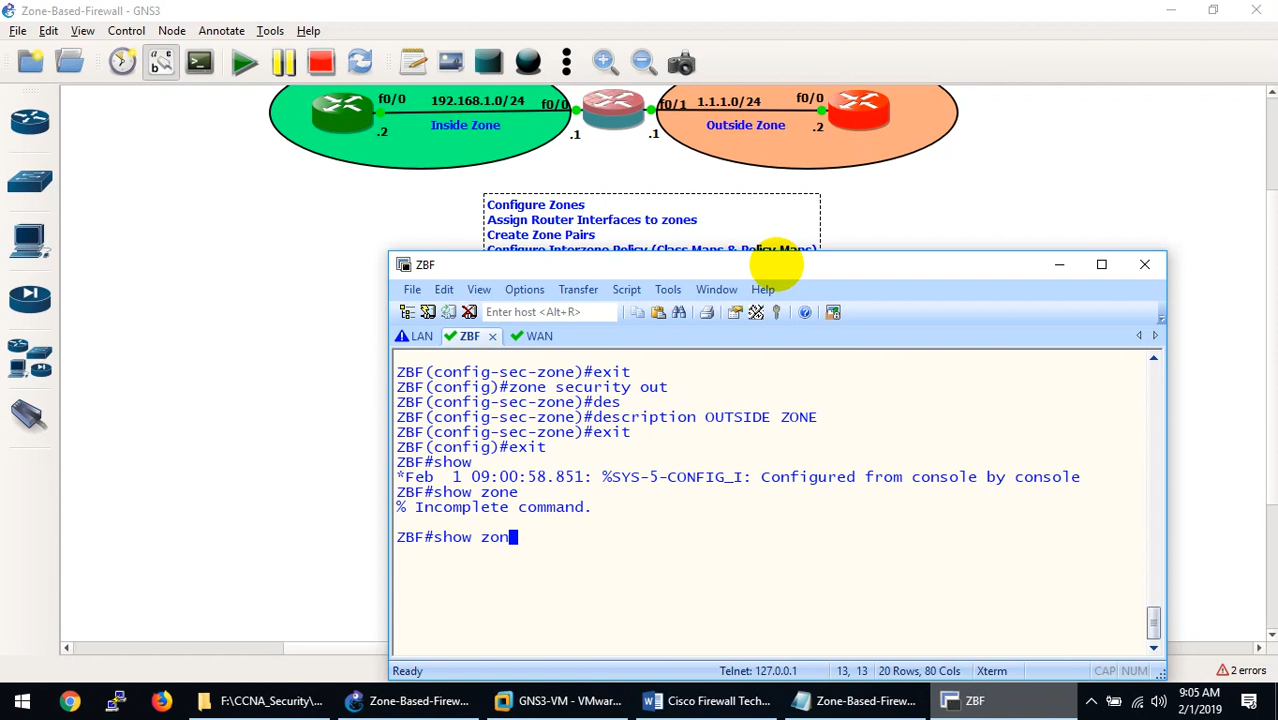 Zone-Based-Firewall - GNS3
File Edit View Control Node Annotate Tools Help
f0/0 192.168.1.0/24 f0/0 f0/1 1.1.1.0/24 f0/0
Inside Zone Outside Zone
.2 .1 .1 .2
Configure Zones
Assign Router Interfaces to zones
Create Zone Pairs
Configure Interzone Policy (Class Maps & Policy Maps)
ZBF
File Edit View Options Transfer Script Tools Window Help
Enter host <Alt+R>
LAN ZBF WAN
ZBF(config-sec-zone)#exit
ZBF(config)#zone security out
ZBF(config-sec-zone)#des
ZBF(config-sec-zone)#description OUTSIDE ZONE
ZBF(config-sec-zone)#exit
ZBF(config)#exit
ZBF#show
*Feb  1 09:00:58.851: %SYS-5-CONFIG_I: Configured from console by console
ZBF#show zone
% Incomplete command.
ZBF#show zon
Ready Telnet: 127.0.0.1 13, 13 20 Rows, 80 Cols Xterm CAP NUM
2 errors
F:\CCNA_Security\... Zone-Based-Firew... GNS3-VM - VMwar... Cisco Firewall Tech... Zone-Based-Firew... ZBF 9:05 AM
2/1/2019